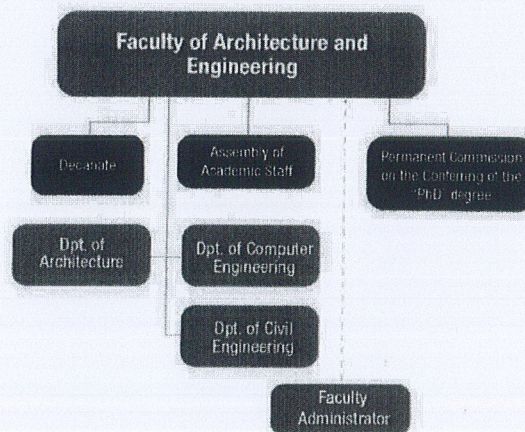 Faculty of Architecture and
Engineering
Decanate
Assembly of
Academic Staff
Permanent Commission
on the Conferring of the
"PhD" degree
Dpt. of
Architecture
Dpt. of Computer
Engineering
Dpt. of Civil
Engineering
Faculty
Administrator